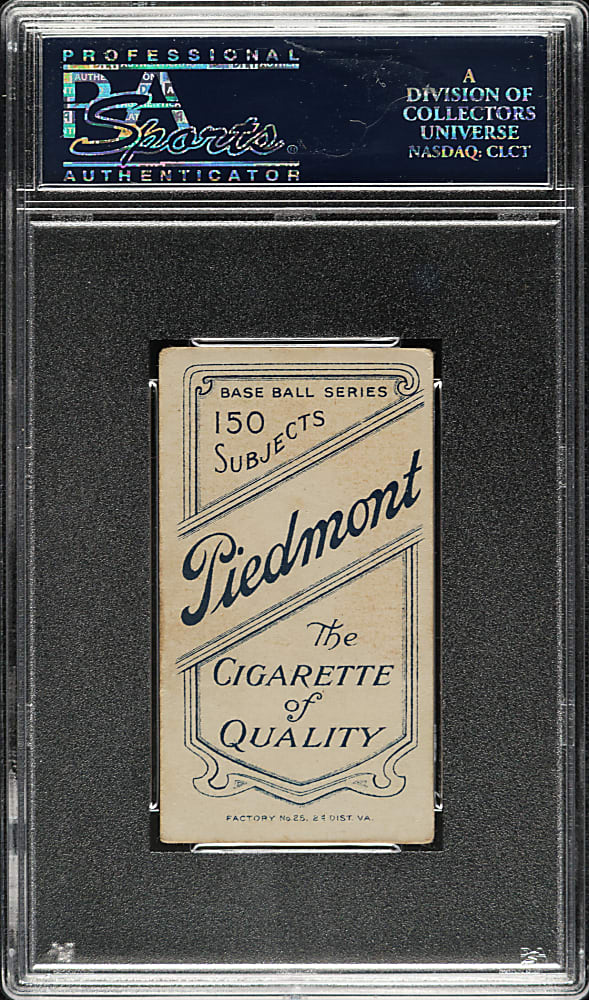 PROFESSIONAL
PSA
Sports
AUTHENTICATOR
A
DIVISION OF
COLLECTORS
UNIVERSE
NASDAQ: CLCT
BASE BALL SERIES
150
SUBJECTS
Piedmont
The
CIGARETTE
of
QUALITY
FACTORY No. 25, 2d DIST. VA.